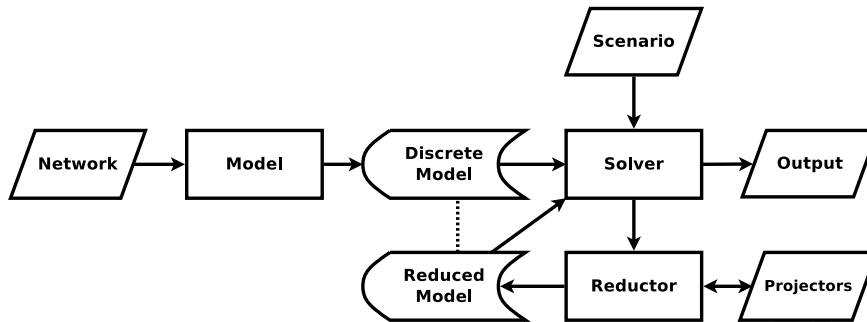 Scenario
Network
Model
Discrete
Model
Solver
Output
Reduced
Model
Reductor
Projectors